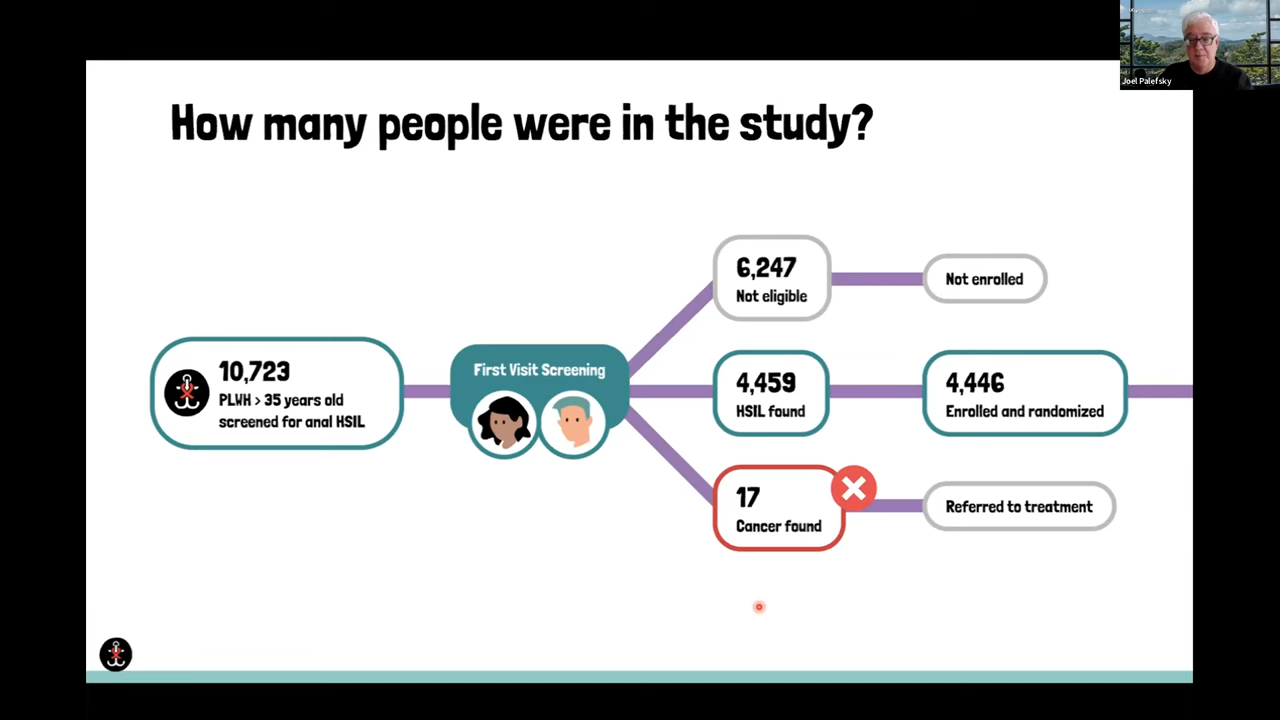 Joel Palefsky
How many people were in the study?
10,723
PLWH > 35 years old
screened for anal HSIL
First Visit Screening
6,247
Not eligible
Not enrolled
4,459
HSIL found
4,446
Enrolled and randomized
17
Cancer found
Referred to treatment